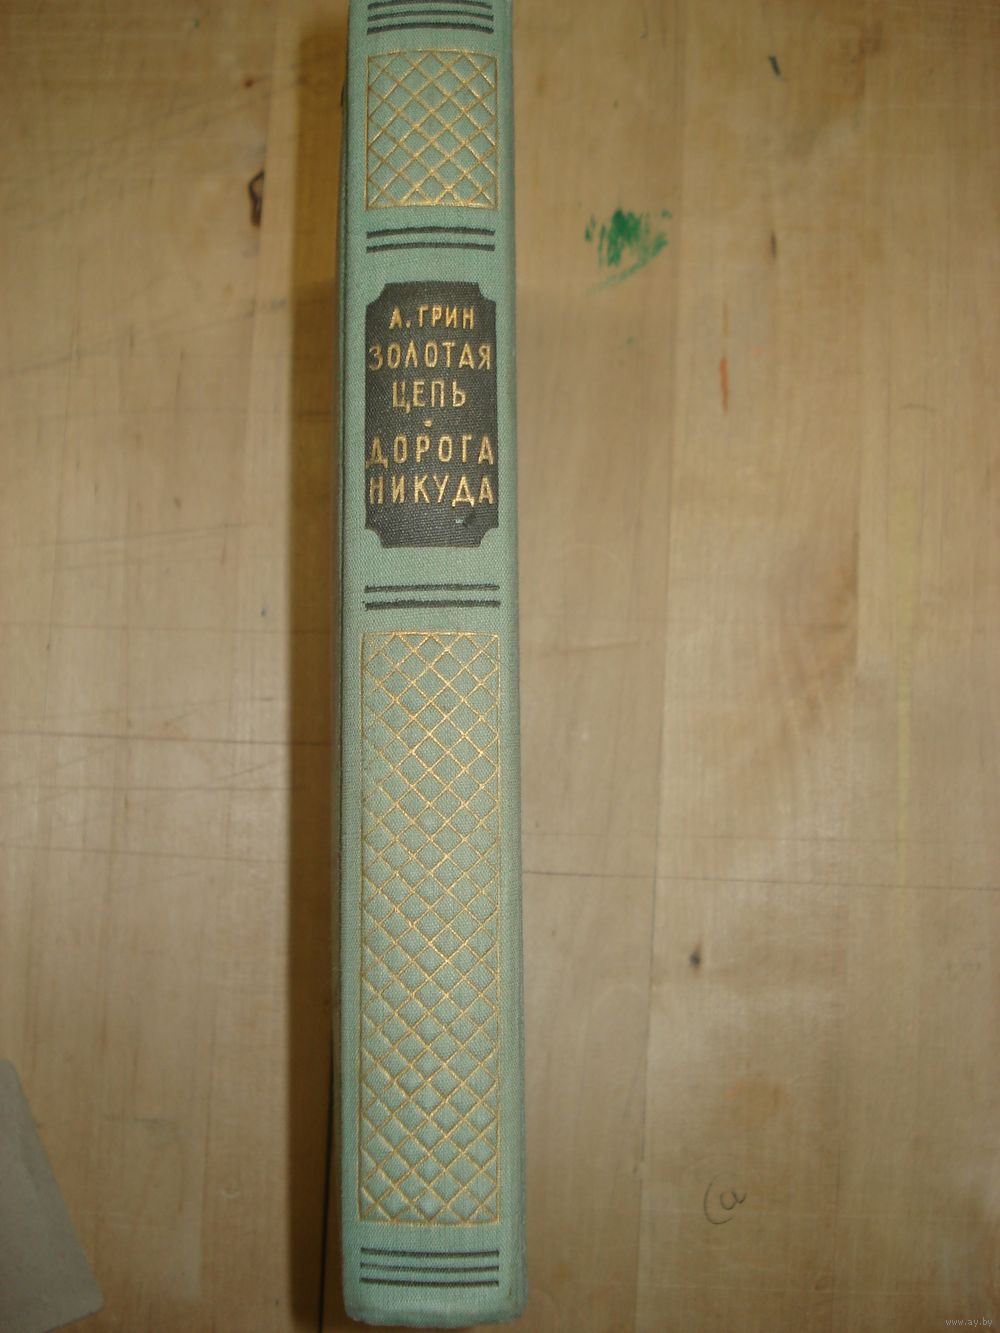 А. ГРИН
ЗОЛОТАЯ
ЦЕПЬ
•
ДОРОГА
НИКУДА
a
www.ay.by